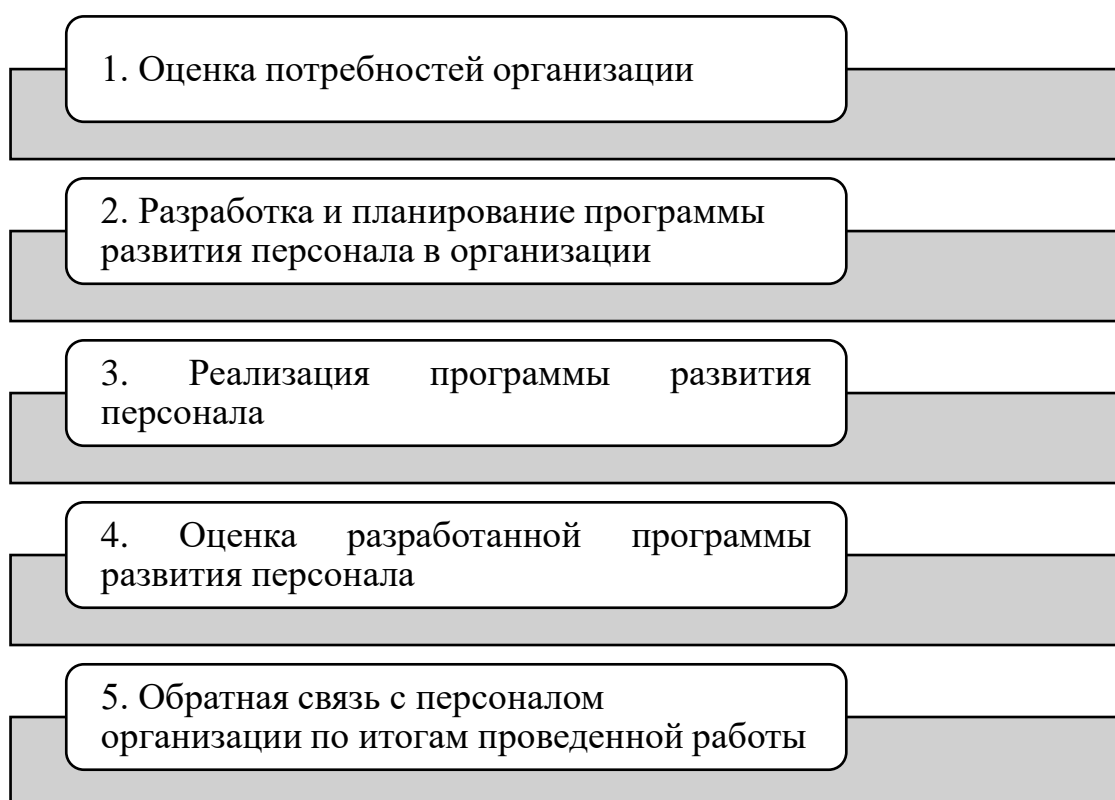 1. Оценка потребностей организации
2. Разработка и планирование программы
развития персонала в организации
3. Реализация программы развития
персонала
4. Оценка разработанной программы
развития персонала
5. Обратная связь с персоналом
организации по итогам проведенной работы